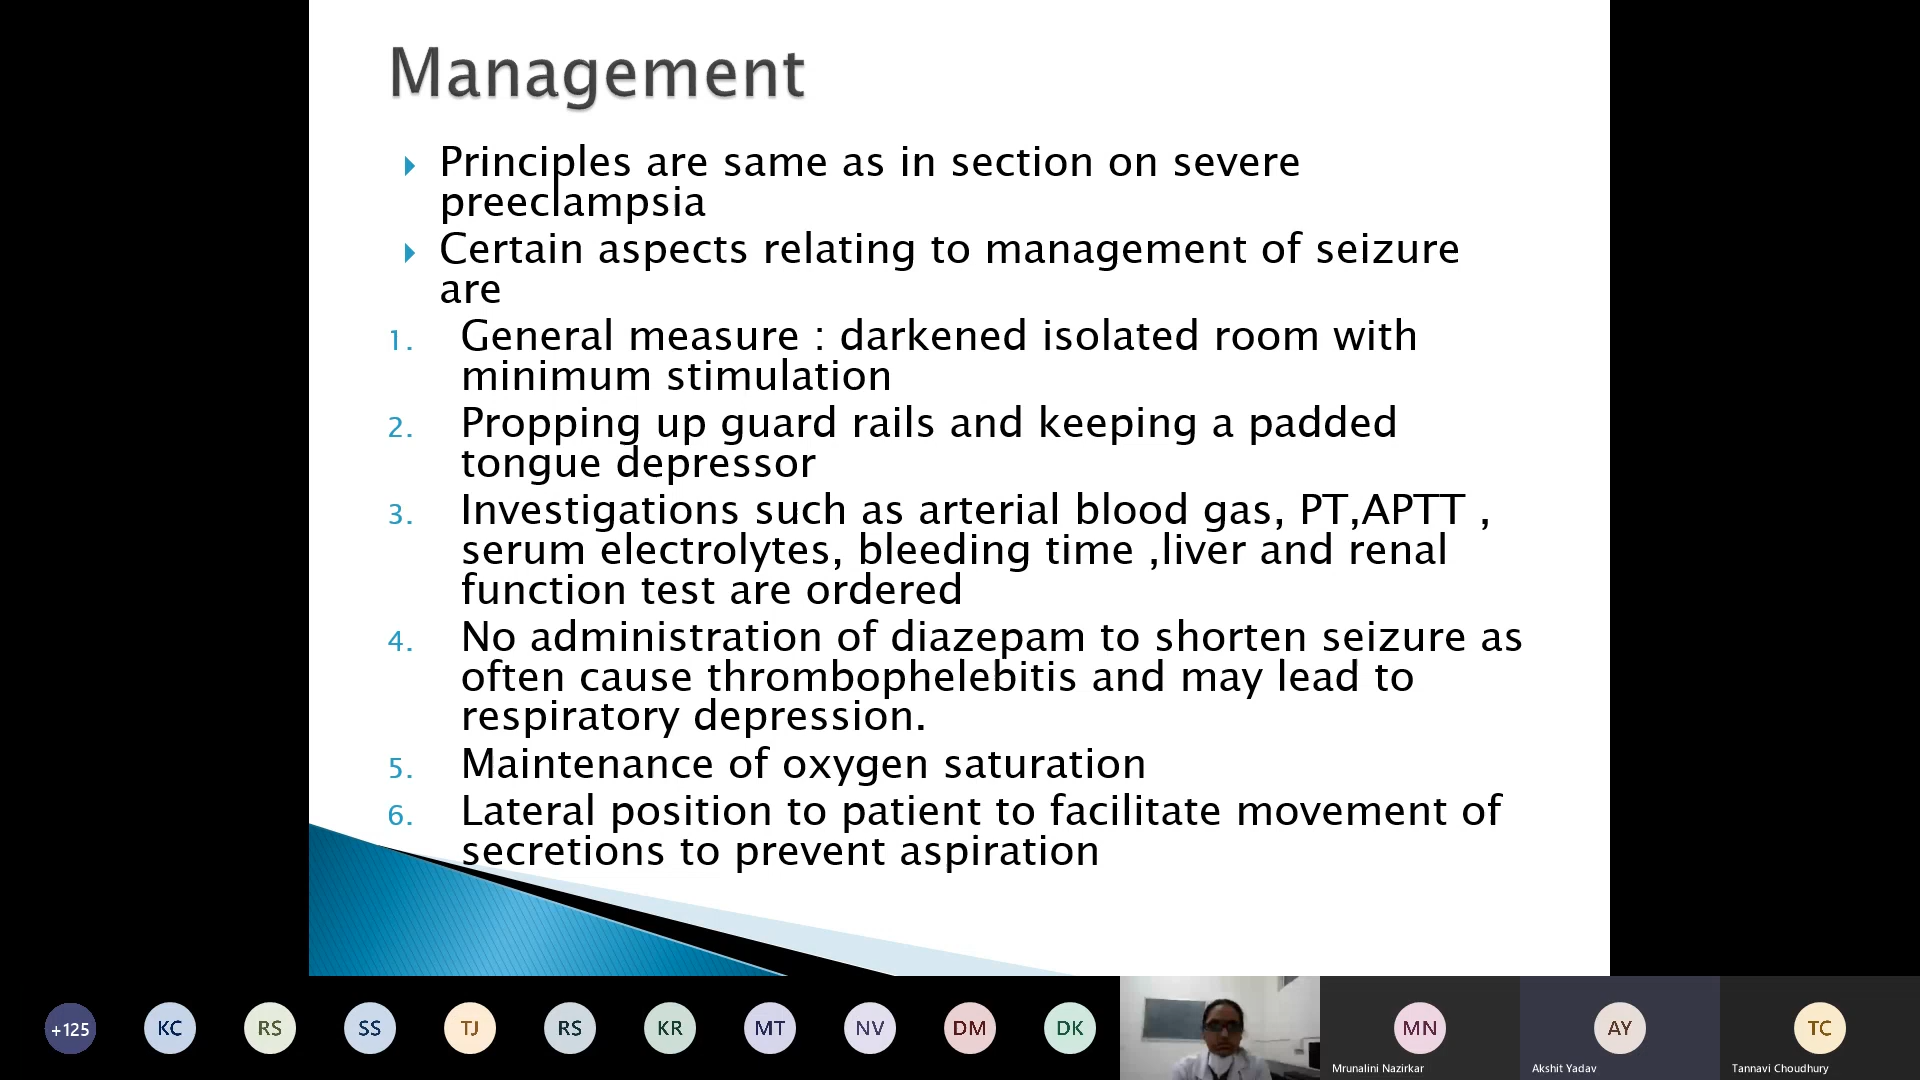 Management
Principles are same as in section on severe
preeclampsia
Certain aspects relating to management of seizure
are
1. General measure : darkened isolated room with
minimum stimulation
2. Propping up guard rails and keeping a padded
tongue depressor
3. Investigations such as arterial blood gas, PT,APTT ,
serum electrolytes, bleeding time ,liver and renal
function test are ordered
4. No administration of diazepam to shorten seizure as
often cause thrombophelebitis and may lead to
respiratory depression.
5. Maintenance of oxygen saturation
6. Lateral position to patient to facilitate movement of
secretions to prevent aspiration
+125 KC RS SS TJ RS KR MT NV DM DK MN AY TC
Mrunalini Nazirkar Akshit Yadav Tannavi Choudhury